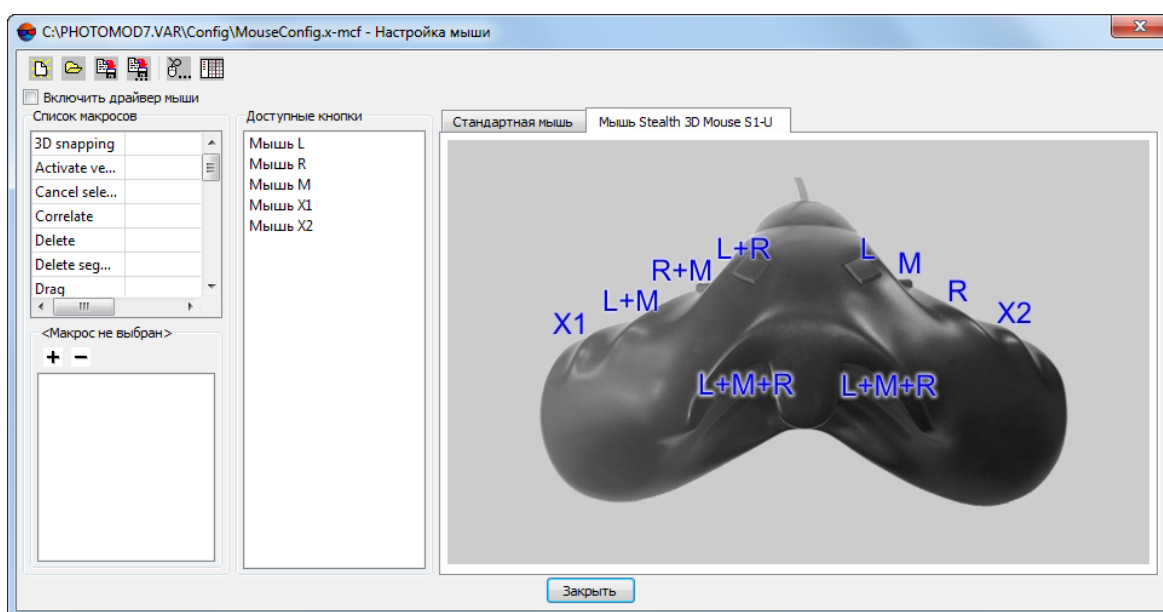 C:\PHOTOMOD7.VAR\Config\MouseConfig.x-mcf - Настройка мыши
Включить драйвер мыши
Список макросов
3D snapping
Activate ve...
Cancel sele...
Correlate
Delete
Delete seg...
Drag
<Макрос не выбран>
Доступные кнопки
Мышь L
Мышь R
Мышь M
Мышь X1
Мышь X2
Стандартная мышь
Мышь Stealth 3D Mouse S1-U
L+R
L
R+M
M
L+M
R
X1
X2
L+M+R
L+M+R
Закрыть